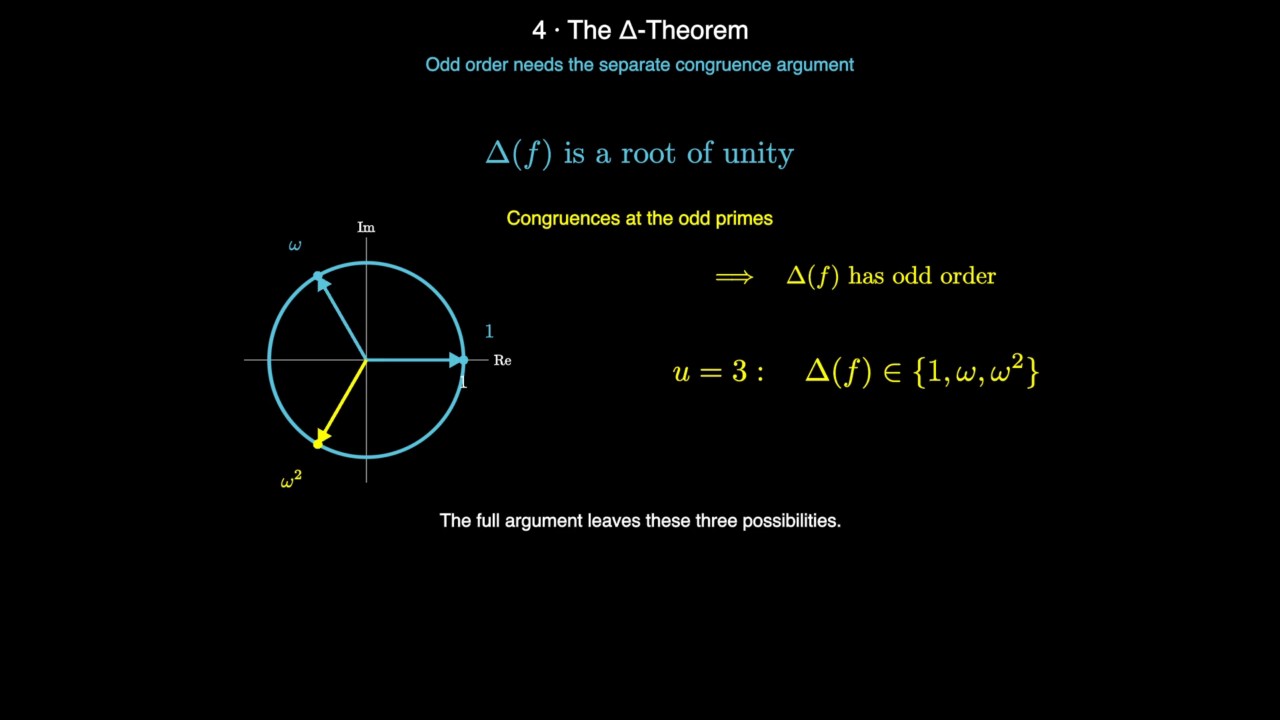 4 · The Δ-Theorem
Odd order needs the separate congruence argument
Δ(f) is a root of unity
Congruences at the odd primes
Im
ω
⟹ Δ(f) has odd order
1
Re
1
u = 3 : Δ(f) ∈ {1, ω, ω²}
ω²
The full argument leaves these three possibilities.